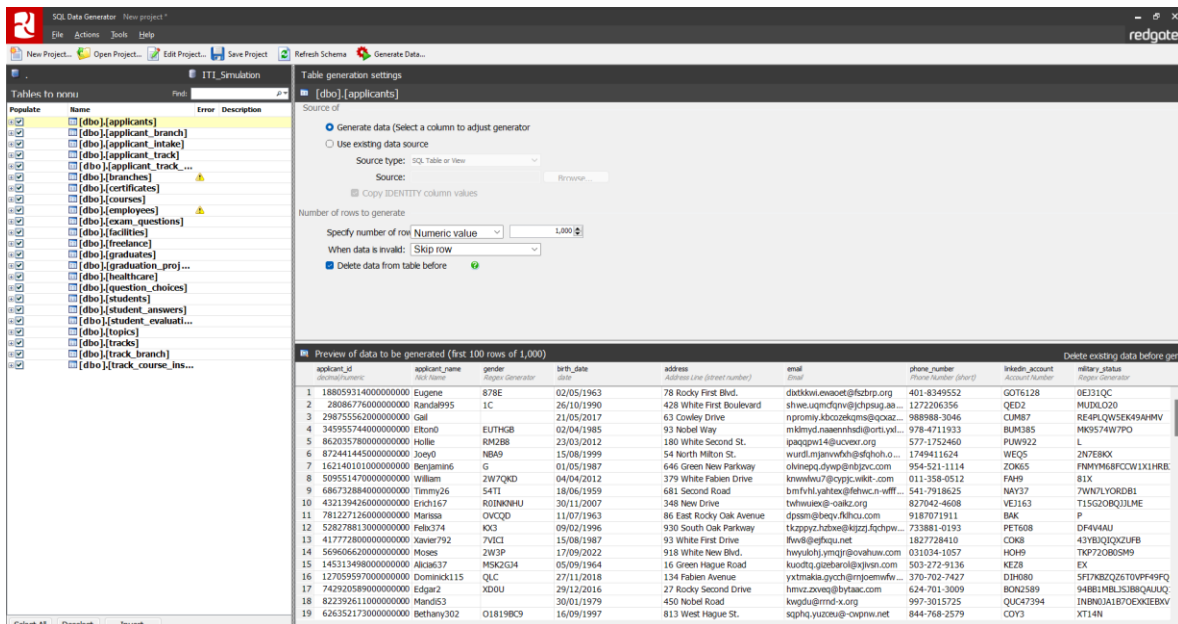 SQL Data Generator New project *
File Actions Tools Help
redgate
New Project... Open Project... Edit Project... Save Project Refresh Schema Generate Data...
. ITI_Simulation
Table generation settings
Tables to popu Find:
[dbo].[applicants]
Populate Name Error Description
[dbo].[applicants]
[dbo].[applicant_branch]
[dbo].[applicant_intake]
[dbo].[applicant_track]
[dbo].[applicant_track_...
[dbo].[branches]
[dbo].[certificates]
[dbo].[courses]
[dbo].[employees]
[dbo].[exam_questions]
[dbo].[facilities]
[dbo].[freelance]
[dbo].[graduates]
[dbo].[graduation_proj...
[dbo].[healthcare]
[dbo].[question_choices]
[dbo].[students]
[dbo].[student_answers]
[dbo].[student_evaluati...
[dbo].[topics]
[dbo].[tracks]
[dbo].[track_branch]
[dbo].[track_course_ins...
Source of
Generate data (Select a column to adjust generator
Use existing data source
Source type: SQL Table or View
Source: Browse...
Copy IDENTITY column values
Number of rows to generate
Specify number of row Numeric value 1,000
When data is invalid: Skip row
Delete data from table before
Preview of data to be generated (first 100 rows of 1,000) Delete existing data before gen
applicant_id applicant_name gender birth_date address email phone_number linkedin_account military_status
decimal/numeric Nick Name Regex Generator date Address Line (street number) Email Phone Number (short) Account Number Regex Generator
1 188059314000000000 Eugene 878E 02/05/1963 78 Rocky First Blvd. dixtkkwi.ewaoet@fszbrp.org 401-8349552 GOT6128 0EJ31QC
2 280867760000000000 Randal995 1C 26/10/1990 428 White First Boulevard shwe.uqmcfqnv@jchpsug.aa... 1272206356 QED2 MUDXLO20
3 298755562000000000 Gail 21/05/2017 63 Cowley Drive npromiy.kbcozekqms@qcxaz... 988988-3046 CUM87 RE4PLQW5EK49AHMV
4 345955744000000000 Elton0 EUTHGB 02/04/1985 93 Nobel Way mklmyd.naaennhsdi@orti.yxl... 978-4711933 BUM385 MK9574W7PO
5 862035780000000000 Hollie RM2B8 23/03/2012 180 White Second St. ipaqqpw14@ucvexr.org 577-1752460 PUW922 L
6 872441445000000000 Joey0 NBA9 15/08/1999 54 North Milton St. wurdl.mjanwvfxh@sfqhoh.o... 1749411624 WEQ5 2N7E8KX
7 162140101000000000 Benjamin6 G 01/05/1987 646 Green New Parkway olvinepq.dywp@nbjzvc.com 954-521-1114 ZOK65 FNMYM68FCCW1X1HRB
8 509551470000000000 William 2W7QKD 04/04/2012 379 White Fabien Drive knwwlwu7@cypjc.wikit-.com 011-358-0512 FAH9 81X
9 686732884000000000 Timmy26 54TI 18/06/1959 681 Second Road bmfvhl.yahtex@fehwc.n-wfff... 541-7918625 NAY37 7WN7LYORDB1
10 432139426000000000 Erich167 R0INKNHU 30/11/2007 348 New Drive twhwuiex@-oaikz.org 827042-4608 VEJ163 T15G2OBQJJLME
11 781227126000000000 Marissa OVCQD 11/07/1963 86 East Rocky Oak Avenue dpssm@beqv.fklhcu.com 9187071911 BAK P
12 528278813000000000 Felix374 KX3 09/02/1996 930 South Oak Parkway tkzppyz.hzbxe@kijzzj.fqchpw... 733881-0193 PET608 DF4V4AU
13 417772800000000000 Xavier792 7VICI 15/08/1987 93 White First Drive lfww8@ejfxqu.net 1827728410 COK8 43YBJQIQXZUFB
14 569606620000000000 Moses 2W3P 17/09/2022 918 White New Blvd. hwyulohj.ymqjr@ovahuw.com 031034-1057 HOH9 TKP72OB0SM9
15 145313498000000000 Alicia637 MSK2GJ4 05/09/1964 16 Green Hague Road kuodtq.gizebarol@xjivsn.com 503-272-9136 KEZ8 EX
16 127059597000000000 Dominick115 QLC 27/11/2018 134 Fabien Avenue yxtmakia.gycch@rnjoemwfw... 370-702-7427 DIH080 5FI7KBZQZ6T0VPF49FQ
17 742920589000000000 Edgar2 XD0U 29/12/2016 27 Rocky Second Drive hmvz.zxveq@bytaac.com 624-701-3009 BON2589 94BB1MBLJSJB8QAUUQ
18 822392611000000000 Mandi53 30/01/1979 450 Nobel Road kwgdu@rrnd-x.org 997-3015725 QUC47394 INBN0JA1B7OEXKIEBXV
19 626352173000000000 Bethany302 O1819BC9 16/09/1997 813 West Hague St. sqphq.yuzceu@-cwpnw.net 844-768-2579 COY3 XT14N
Select All Deselect Invert